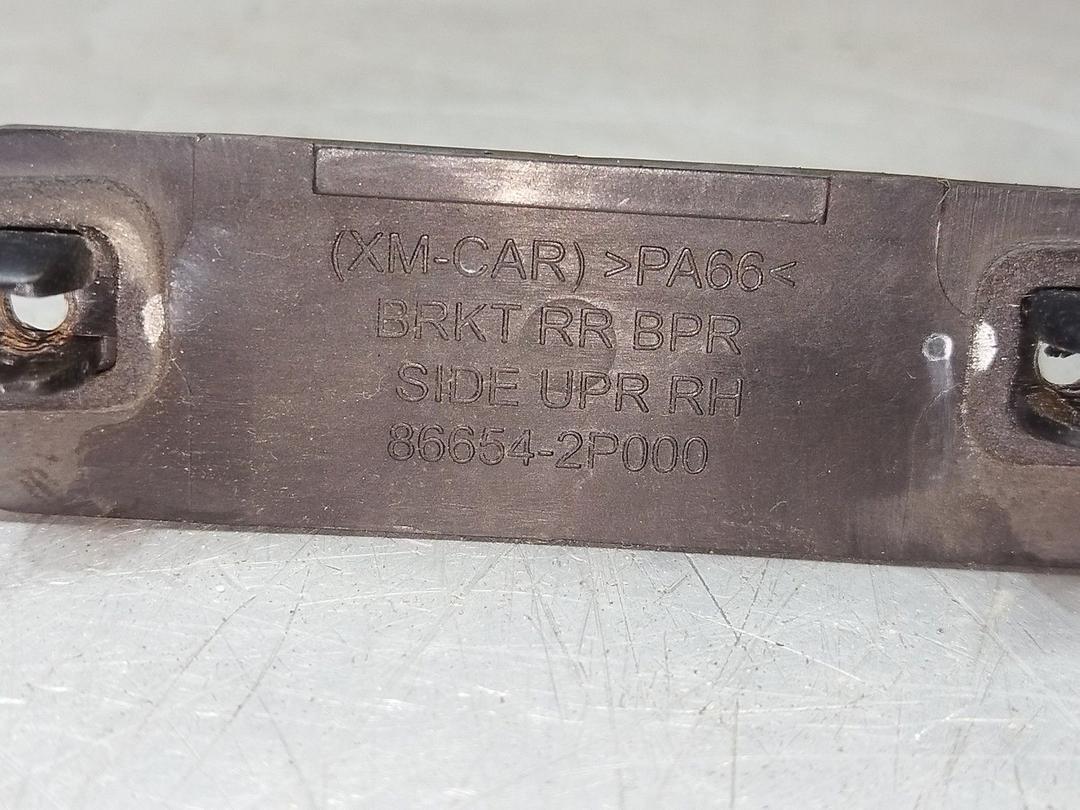 (XM-CAR) >PA66<
BRKT RR BPR
SIDE UPR RH
86654-2P000